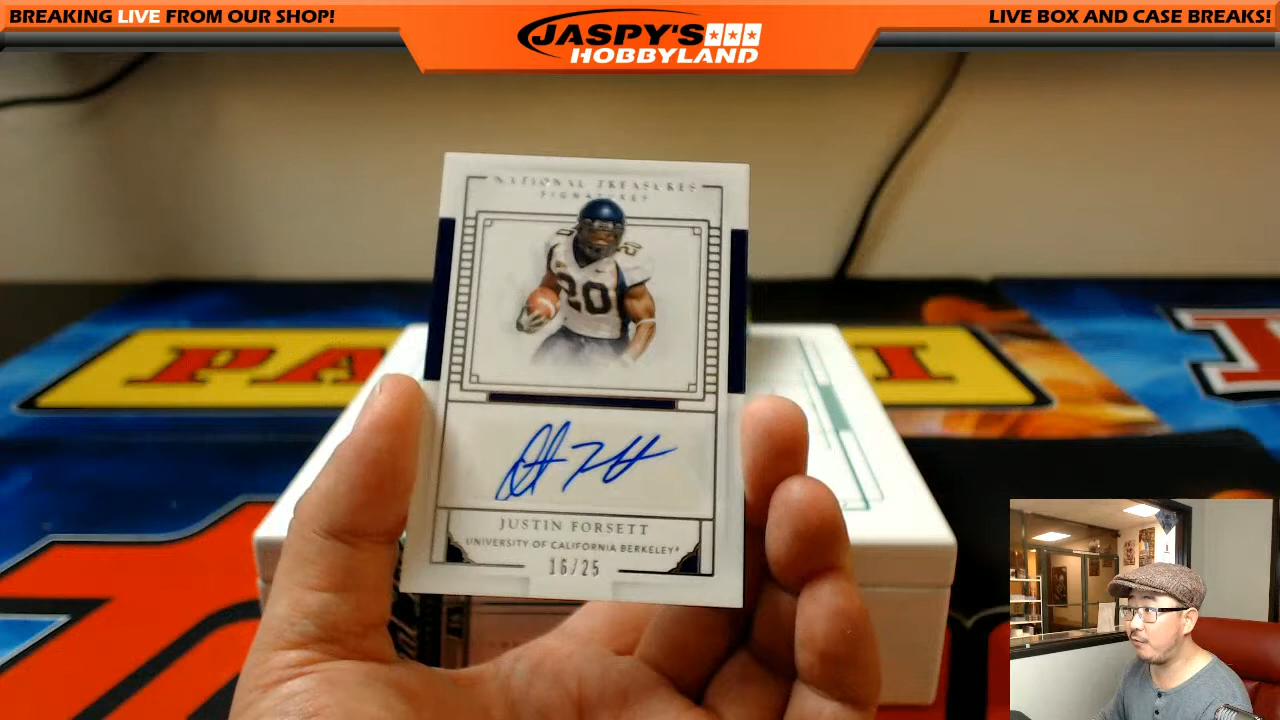 BREAKING LIVE FROM OUR SHOP!
JASPY'S
HOBBYLAND
LIVE BOX AND CASE BREAKS!
NATIONAL TREASURES
SIGNATURES
20
20
JUSTIN FORSETT
UNIVERSITY OF CALIFORNIA BERKELEY
16/25